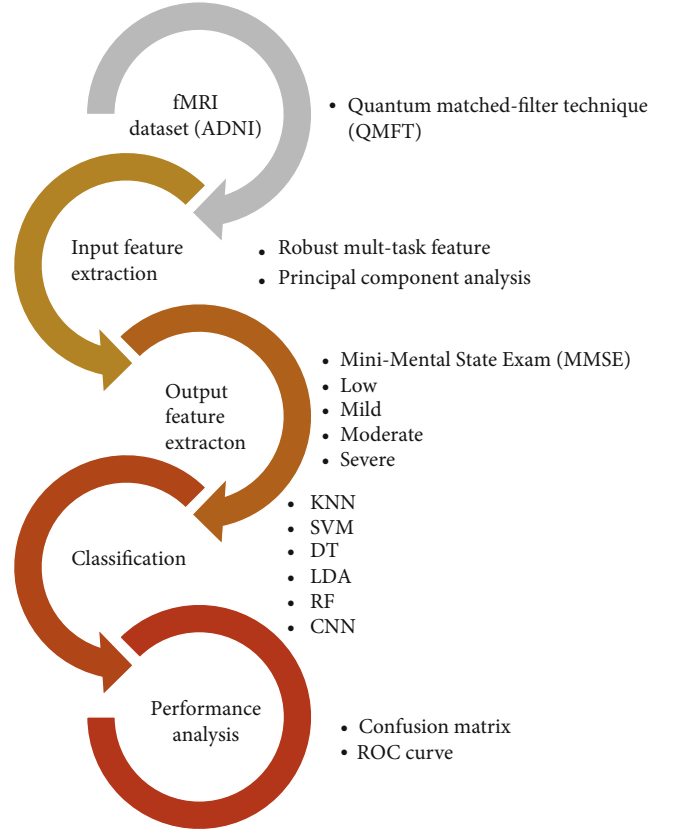 fMRI
dataset (ADNI)
• Quantum matched-filter technique
(QMFT)
Input feature
extraction
• Robust mult-task feature
• Principal component analysis
Output
feature
extracton
• Mini-Mental State Exam (MMSE)
• Low
• Mild
• Moderate
• Severe
Classification
• KNN
• SVM
• DT
• LDA
• RF
• CNN
Performance
analysis
• Confusion matrix
• ROC curve